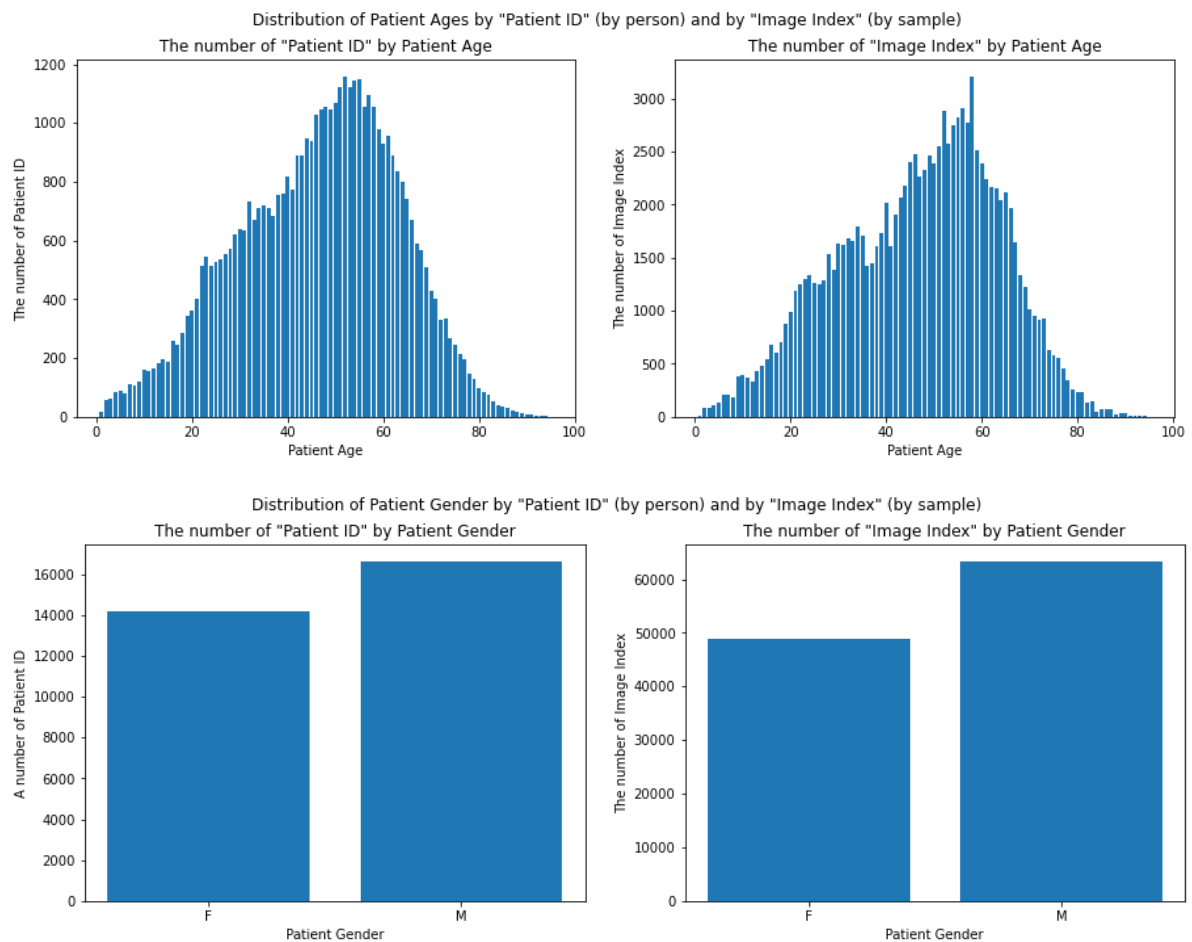 Distribution of Patient Ages by "Patient ID" (by person) and by "Image Index" (by sample)
The number of "Patient ID" by Patient Age
The number of Patient ID
1200
1000
800
600
400
200
0
0 20 40 60 80 100
Patient Age
The number of "Image Index" by Patient Age
The number of Image Index
3000
2500
2000
1500
1000
500
0
0 20 40 60 80 100
Patient Age
Distribution of Patient Gender by "Patient ID" (by person) and by "Image Index" (by sample)
The number of "Patient ID" by Patient Gender
A number of Patient ID
16000
14000
12000
10000
8000
6000
4000
2000
0
F M
Patient Gender
The number of "Image Index" by Patient Gender
The number of Image Index
60000
50000
40000
30000
20000
10000
0
F M
Patient Gender